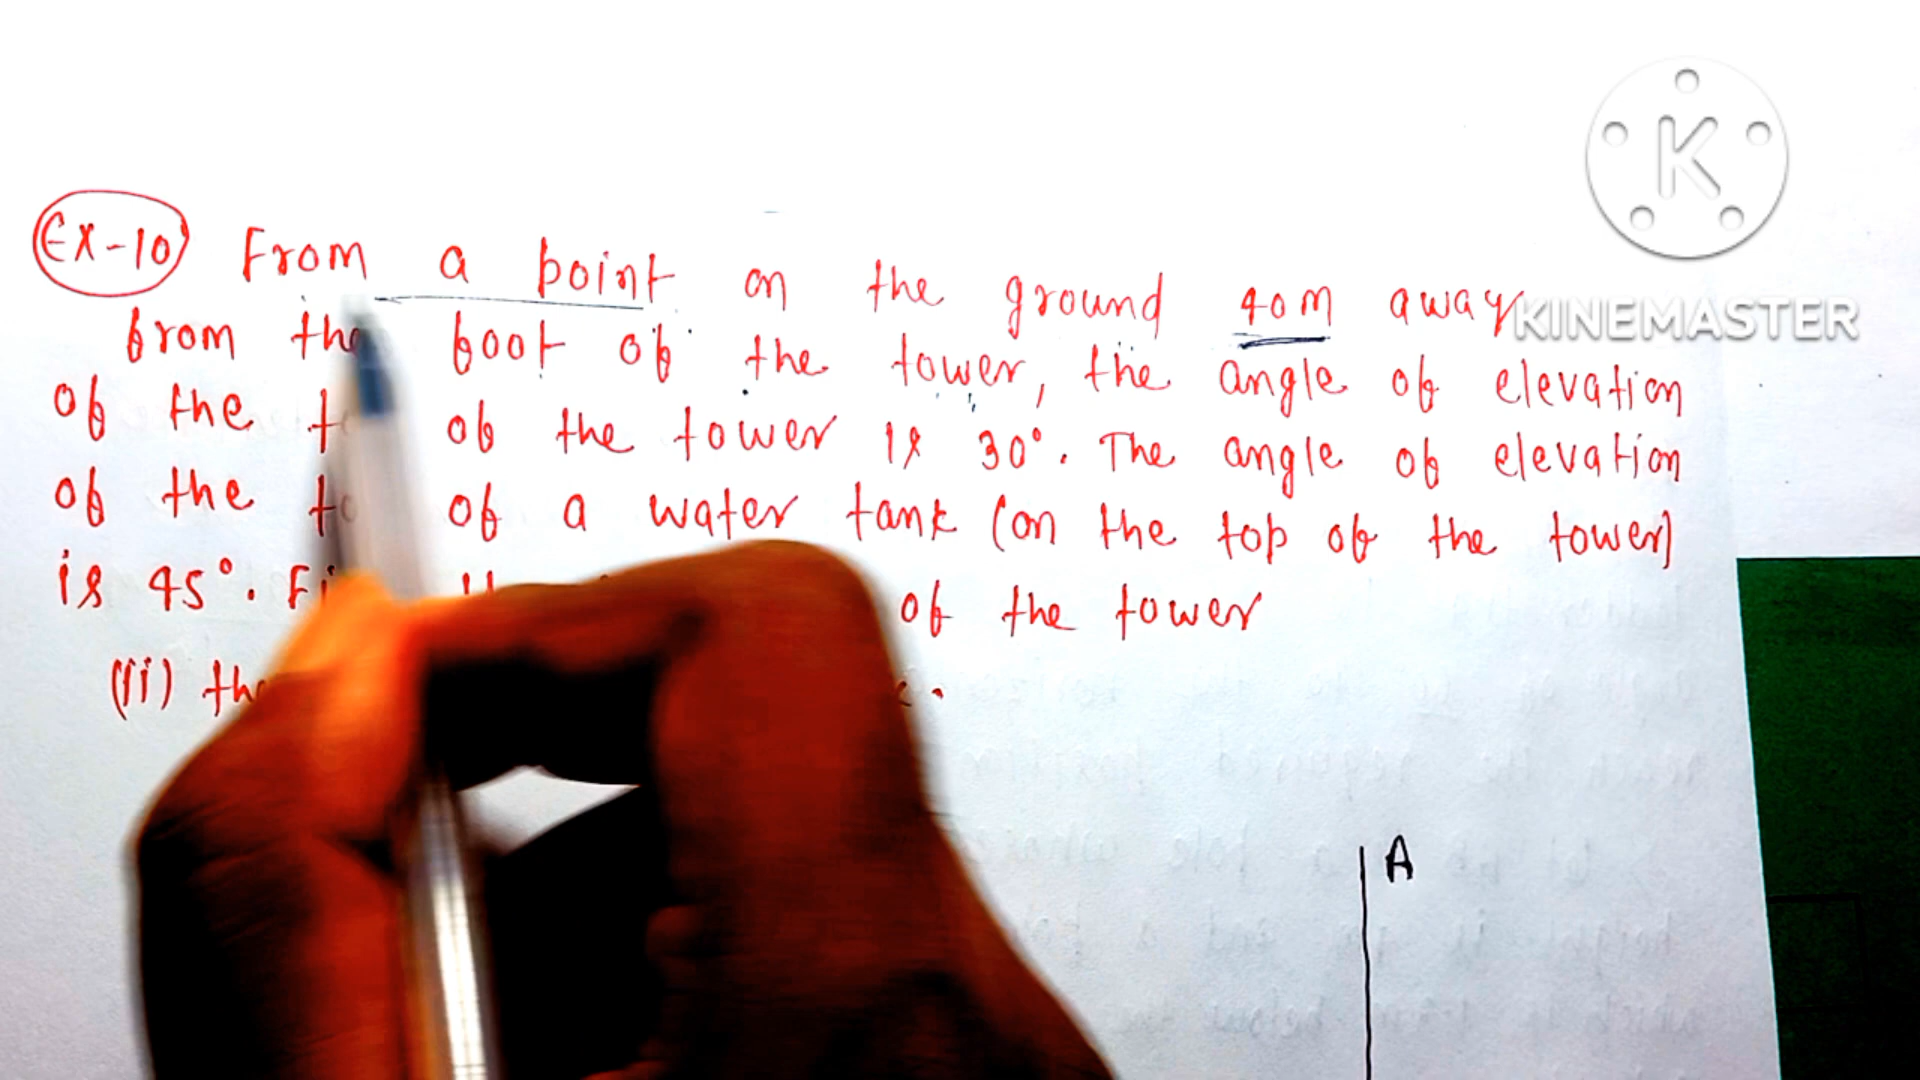 Ex-10 From a point on the ground 40m away
from the foot of the tower, the angle of elevation
of the of the tower is 30°. The angle of elevation
of the of a water tank (on the top of the tower)
is 45°. of the tower
(ii) the
A
K
KINEMASTER